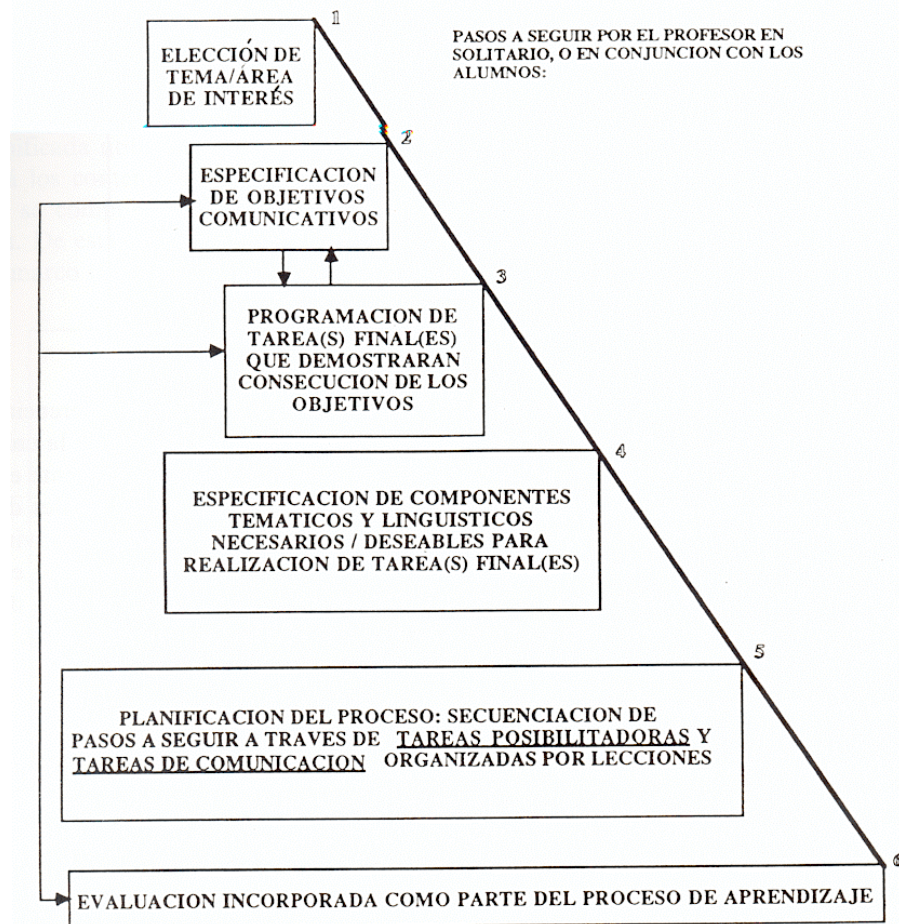 1
PASOS A SEGUIR POR EL PROFESOR EN
SOLITARIO, O EN CONJUNCION CON LOS
ALUMNOS:
ELECCIÓN DE
TEMA/ÁREA
DE INTERÉS
2
ESPECIFICACION
DE OBJETIVOS
COMUNICATIVOS
3
PROGRAMACION DE
TAREA(S) FINAL(ES)
QUE DEMOSTRARAN
CONSECUCION DE LOS
OBJETIVOS
4
ESPECIFICACION DE COMPONENTES
TEMATICOS Y LINGUISTICOS
NECESARIOS / DESEABLES PARA
REALIZACION DE TAREA(S) FINAL(ES)
5
PLANIFICACION DEL PROCESO: SECUENCIACION DE
PASOS A SEGUIR A TRAVES DE TAREAS POSIBILITADORAS Y
TAREAS DE COMUNICACION ORGANIZADAS POR LECCIONES
6
EVALUACION INCORPORADA COMO PARTE DEL PROCESO DE APRENDIZAJE